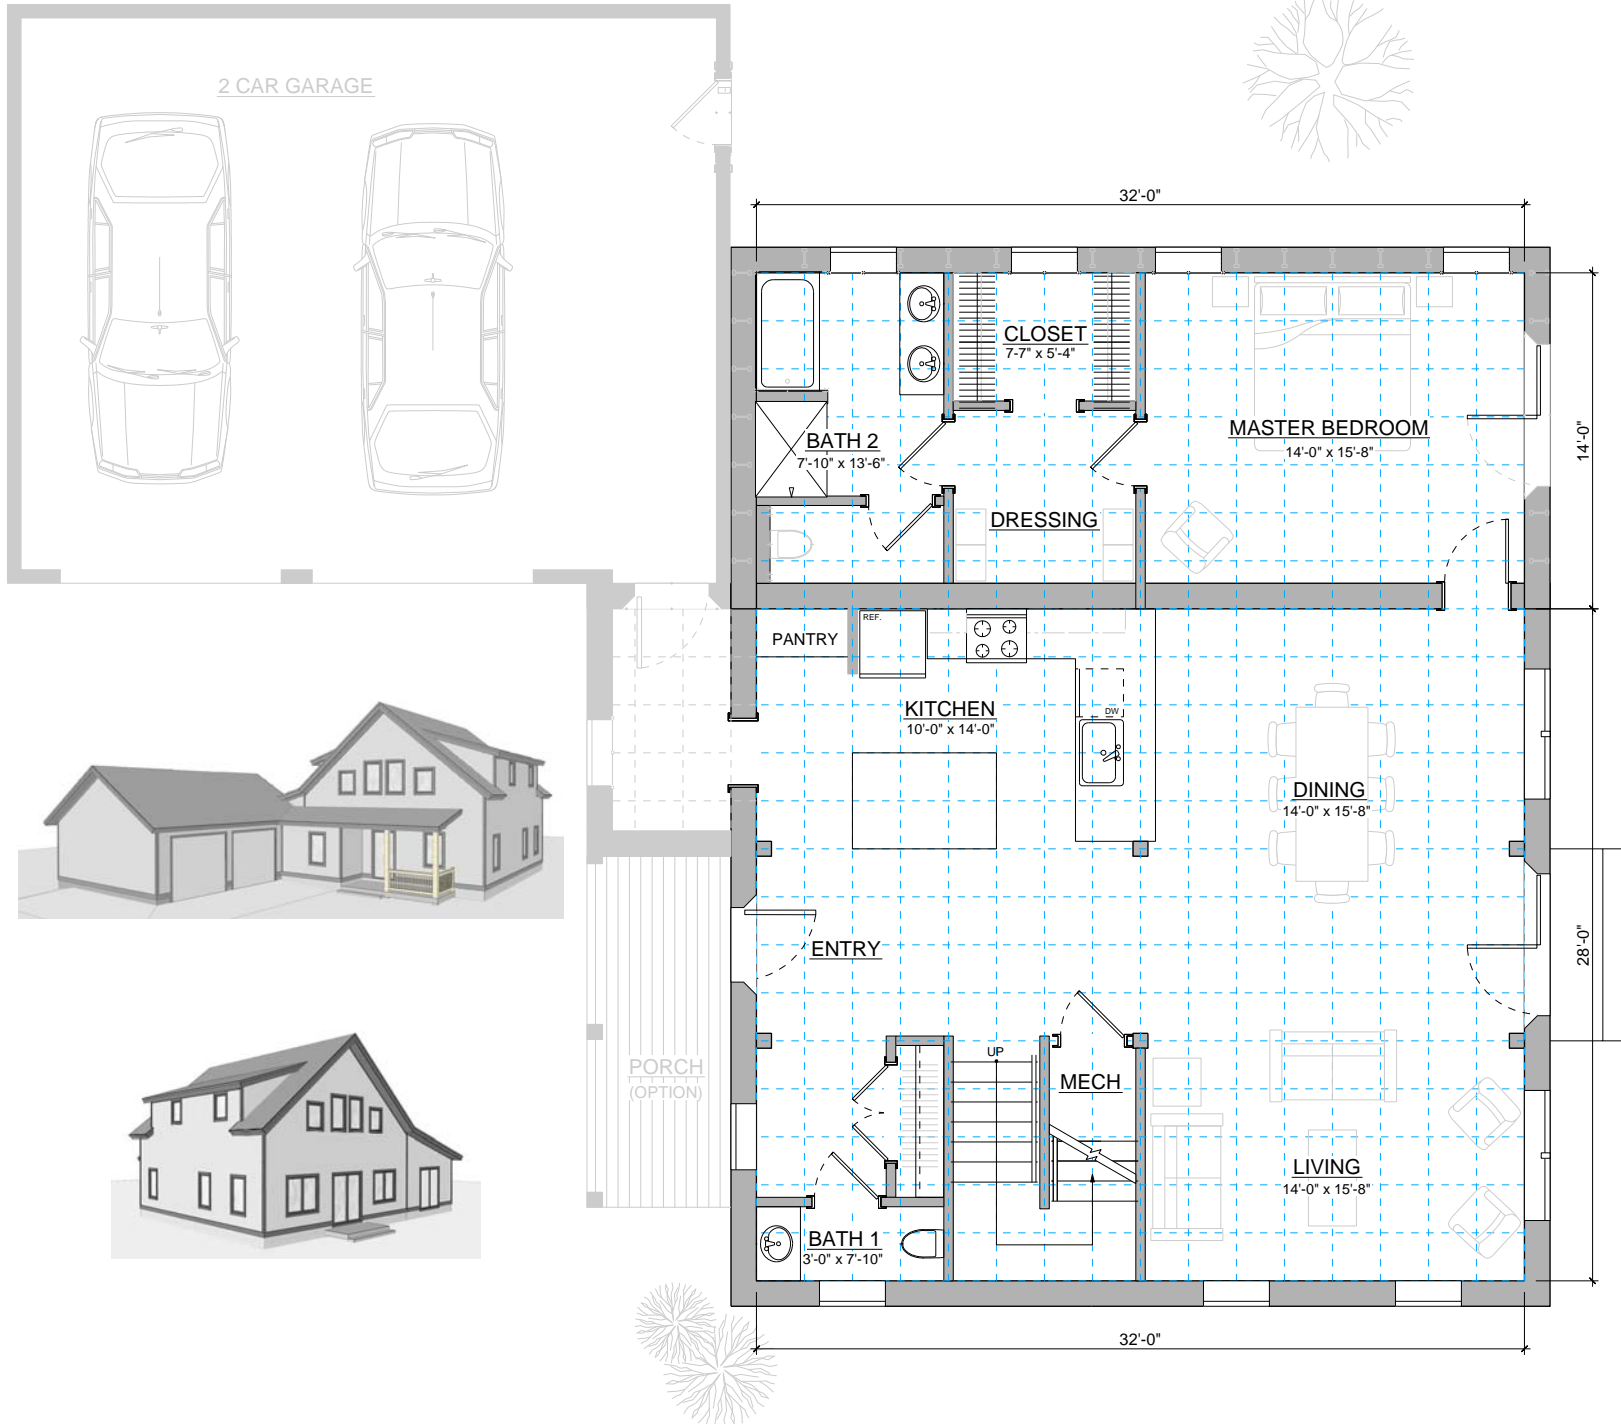 2 CAR GARAGE
32'-0"
CLOSET
7-7" x 5'-4"
MASTER BEDROOM
14'-0" x 15'-8"
14'-0"
BATH 2
7'-10" x 13'-6"
DRESSING
PANTRY
REF.
KITCHEN
10'-0" x 14'-0"
DW
DINING
14'-0" x 15'-8"
ENTRY
28'-0"
UP
MECH
PORCH
(OPTION)
LIVING
14'-0" x 15'-8"
BATH 1
3'-0" x 7'-10"
32'-0"